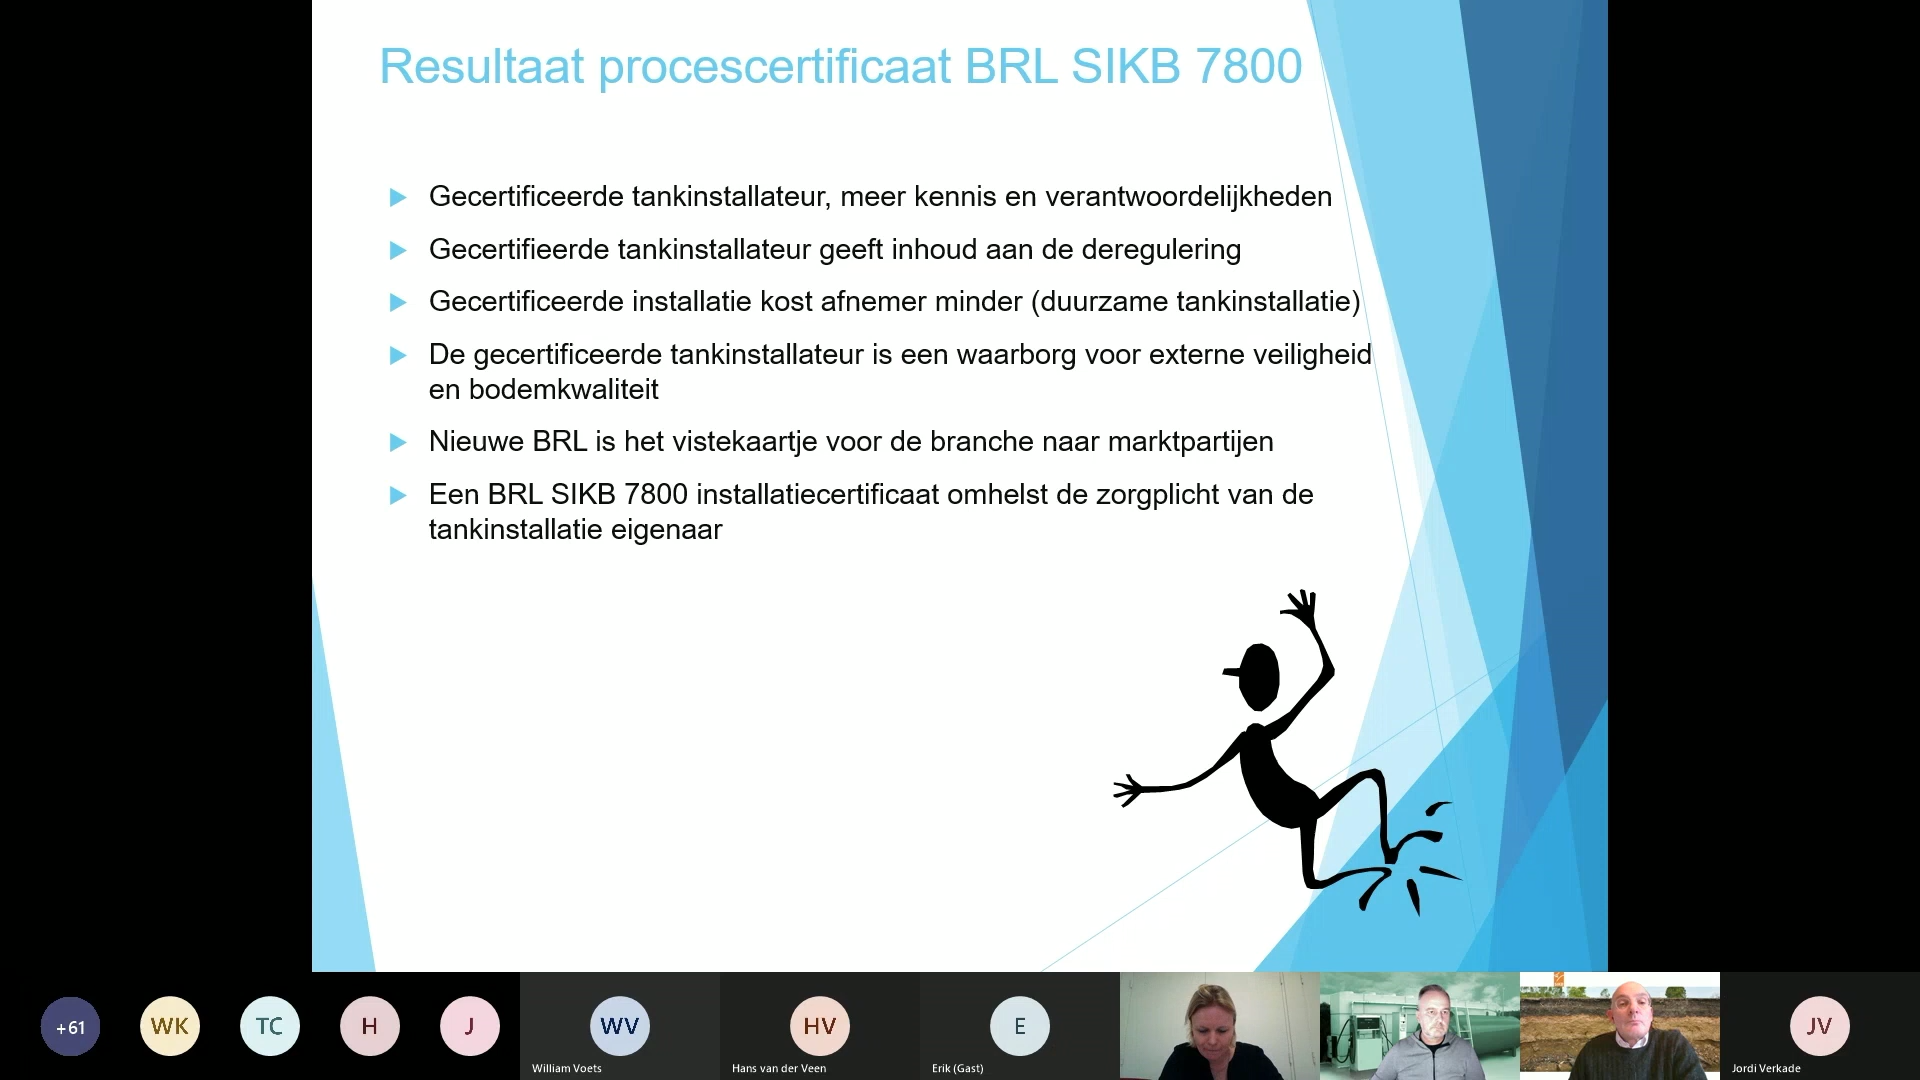 Resultaat procescertificaat BRL SIKB 7800
Gecertificeerde tankinstallateur, meer kennis en verantwoordelijkheden
Gecertifieerde tankinstallateur geeft inhoud aan de deregulering
Gecertificeerde installatie kost afnemer minder (duurzame tankinstallatie)
De gecertificeerde tankinstallateur is een waarborg voor externe veiligheid
en bodemkwaliteit
Nieuwe BRL is het vistekaartje voor de branche naar marktpartijen
Een BRL SIKB 7800 installatiecertificaat omhelst de zorgplicht van de
tankinstallatie eigenaar
+61
WK
TC
H
J
WV
HV
E
JV
William Voets
Hans van der Veen
Erik (Gast)
Jordi Verkade